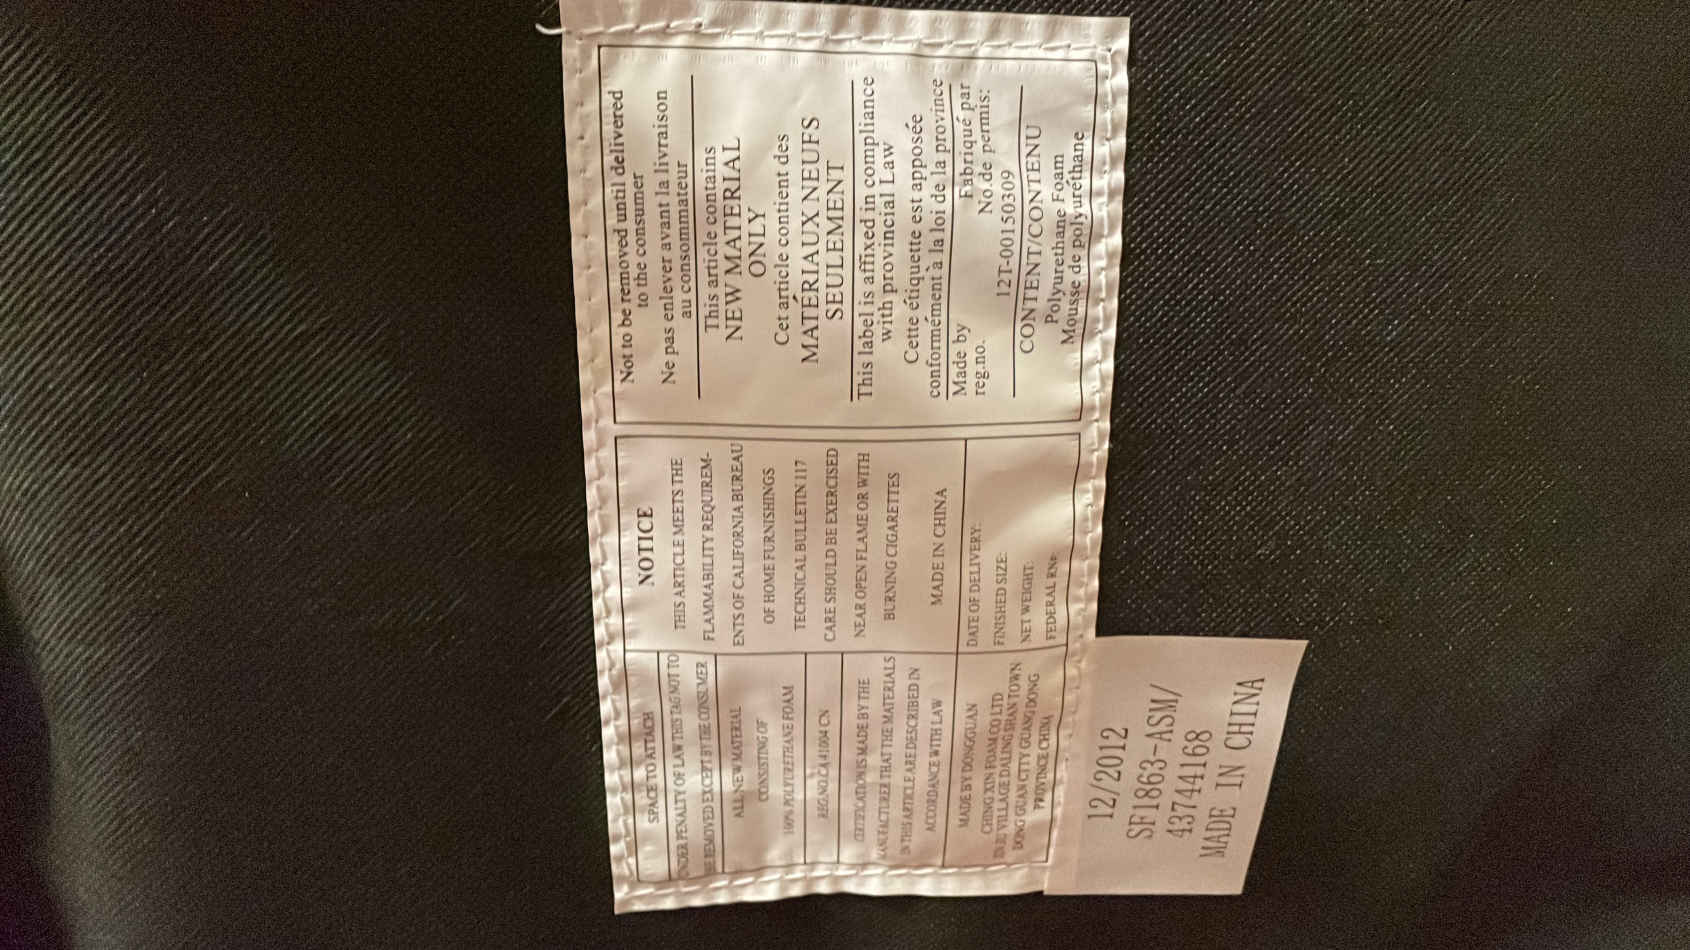 SPACE TO ATTACH
UNDER PENALTY OF LAW THIS TAG NOT TO
BE REMOVED EXCEPT BY THE CONSUMER
ALL NEW MATERIAL
CONSISTING OF
100% POLYURETHANE FOAM
REG.NO.CA 41004 CN
CERTIFICATION IS MADE BY THE
MANUFACTURER THAT THE MATERIALS
IN THIS ARTICLE ARE DESCRIBED IN
ACCORDANCE WITH LAW
MADE BY DONGGUAN
CHING XIN FOAM CO LTD
VILLAGE DALING SHAN TOWN
DONG GUAN CTTY GUANG DONG
PROVINCE CHINA
NOTICE
THIS ARTICLE MEETS THE
FLAMMABILITY REQUIREM-
ENTS OF CALIFORNIA BUREAU
OF HOME FURNISHINGS
TECHNICAL BULLETIN 117
CARE SHOULD BE EXERCISED
NEAR OPEN FLAME OR WITH
BURNING CIGARETTES
MADE IN CHINA
DATE OF DELIVERY:
FINISHED SIZE:
NET WEIGHT:
FEDERAL RN#:
Not to be removed until delivered
to the consumer
Ne pas enlever avant la livraison
au consommateur
This article contains
NEW MATERIAL
ONLY
Cet article contient des
MATÉRIAUX NEUFS
SEULEMENT
This label is affixed in compliance
with provincial Law
Cette étiquette est apposée
conformément à la loi de la province
Made by Fabriqué par
reg.no. No.de permis:
12T-00150309
CONTENT/CONTENU
Polyurethane Foam
Mousse de polyuréthane
12/2012
SF1863-ASM/
43744168
MADE IN CHINA